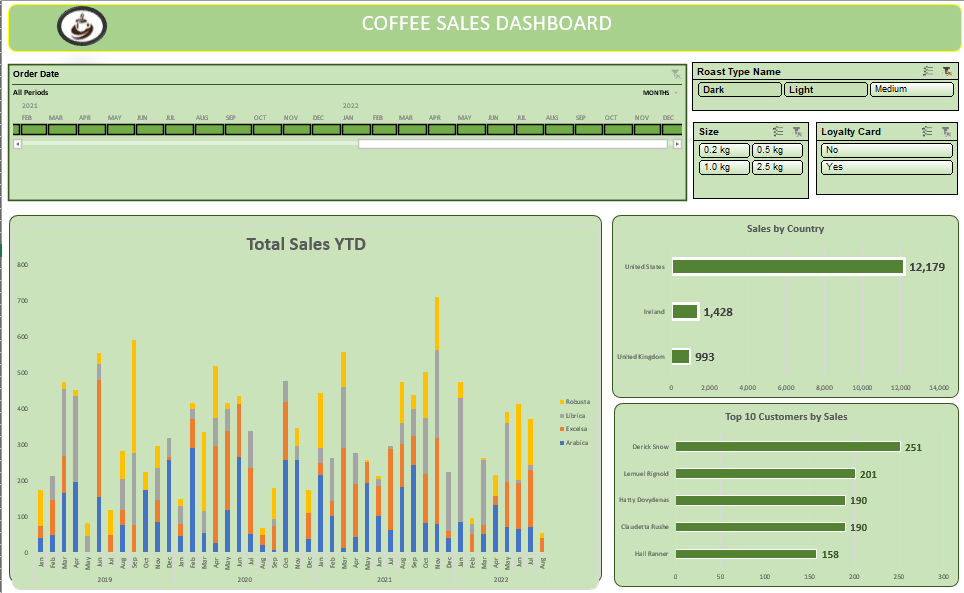 COFFEE SALES DASHBOARD
Order Date
All Periods
MONTHS
2021 2022
FEB MAR APR MAY JUN JUL AUG SEP OCT NOV DEC JAN FEB MAR APR MAY JUN JUL AUG SEP OCT NOV DEC
Roast Type Name
Dark Light Medium
Size
0.2 kg 0.5 kg
1.0 kg 2.5 kg
Loyalty Card
No
Yes
Total Sales YTD
800
700
600
500
400
300
200
100
0
Robusta
Librica
Excelsa
Arabica
Jan Feb Mar Apr May Jun Jul Aug Sep Oct Nov Dec Jan Feb Mar Apr May Jun Jul Aug Sep Oct Nov Dec Jan Feb Mar Apr May Jun Jul Aug Sep Oct Nov Dec Jan Feb Mar Apr May Jun Jul Aug
2019 2020 2021 2022
Sales by Country
United States 12,179
Ireland 1,428
United Kingdom 993
0 2,000 4,000 6,000 8,000 10,000 12,000 14,000
Top 10 Customers by Sales
Derick Snow 251
Lemuel Rignold 201
Hatty Dovydenas 190
Claudetta Rushe 190
Hall Ranner 158
0 50 100 150 200 250 300